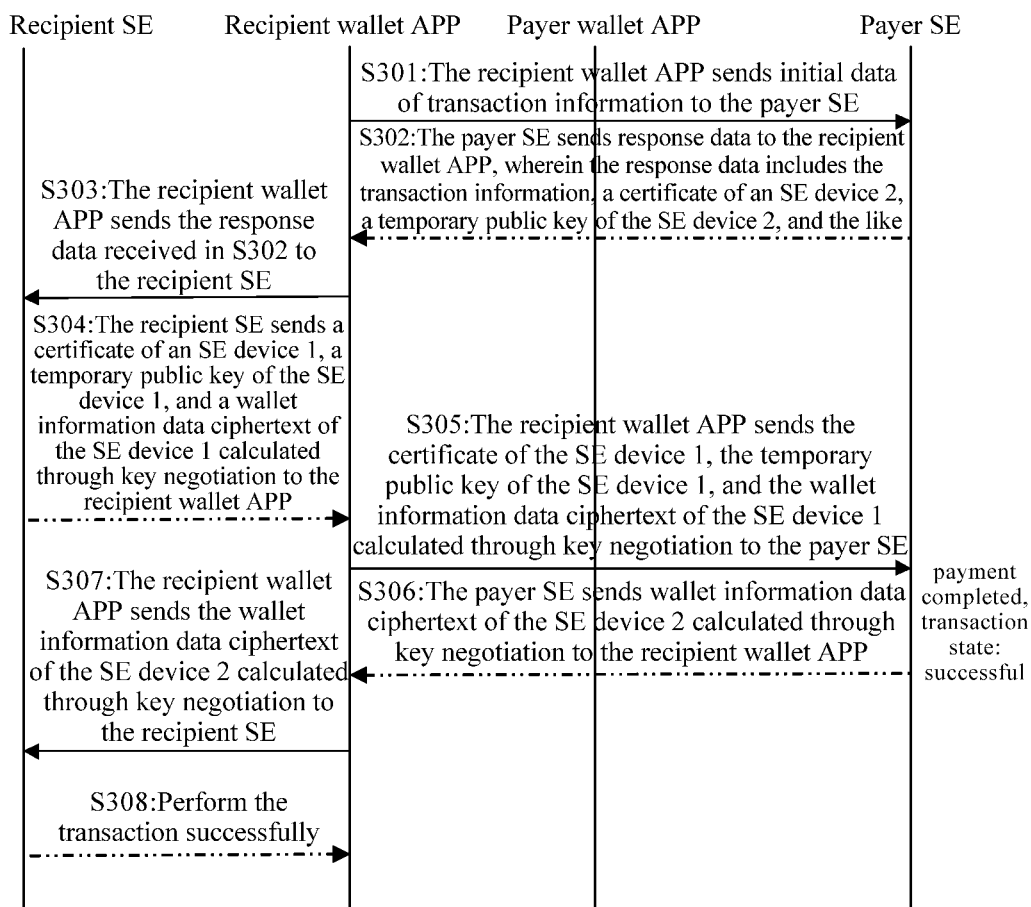 Recipient SE
Recipient wallet APP
Payer wallet APP
Payer SE
S301:The recipient wallet APP sends initial data
of transaction information to the payer SE
S302:The payer SE sends response data to the recipient
wallet APP, wherein the response data includes the
transaction information, a certificate of an SE device 2,
a temporary public key of the SE device 2, and the like
S303:The recipient wallet
APP sends the
response
data received in S302 to
the recipient SE
S304:The recipient SE sends a
certificate of an SE device 1, a
temporary public key of the SE
device 1, and a wallet
information data ciphertext of
of the SE device 1 calculated
through key negotiation to the
recipient wallet APP
S305:The recipient wallet APP sends the
certificate of the SE device 1, the temporary
public key of the SE device 1, and the wallet
information data ciphertext of the SE device 1
calculated through key negotiation to the payer SE
S306:The payer SE sends wallet information data
ciphertext of the SE device 2 calculated through
key negotiation to the recipient wallet APP
payment
completed,
transaction
state:
successful
S307:The recipient wallet
APP sends the wallet
information data ciphertext
of the SE device 2 calculated
through key negotiation to
the recipient SE
S308:Perform the
transaction successfully